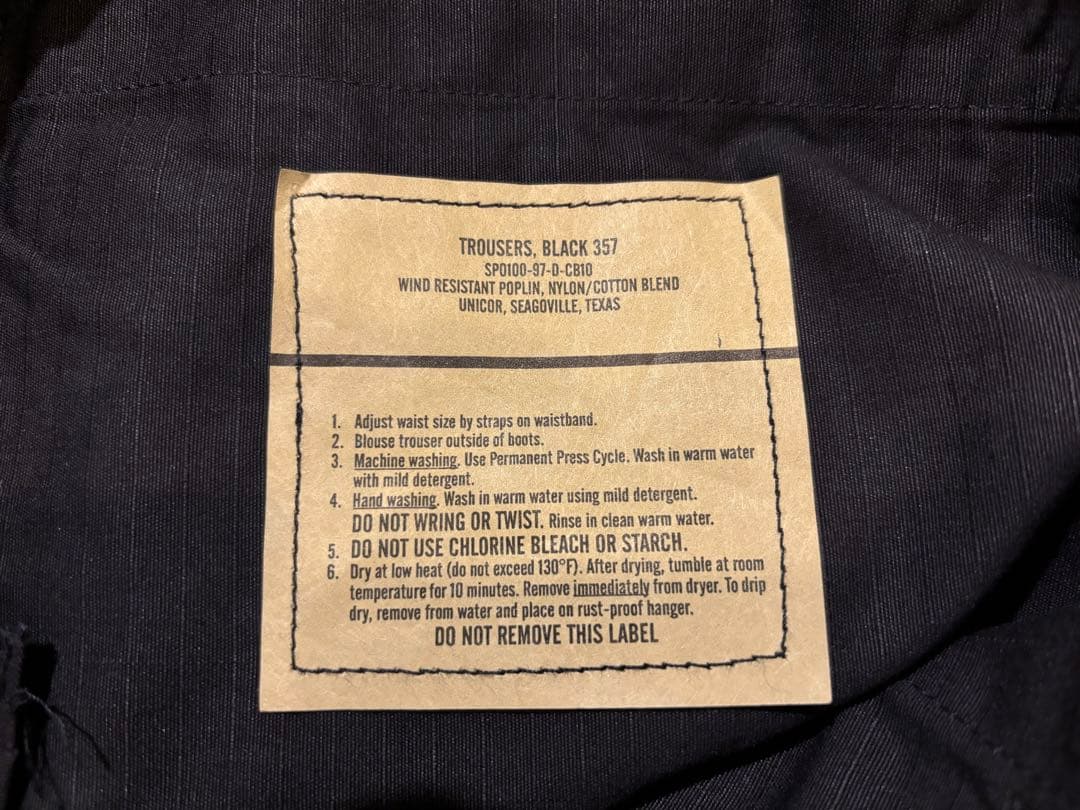 TROUSERS, BLACK 357
SPO100-97-D-CB10
WIND RESISTANT POPLIN, NYLON/COTTON BLEND
UNICOR, SEAGOVILLE, TEXAS
1. Adjust waist size by straps on waistband.
2. Blouse trouser outside of boots.
3. Machine washing. Use Permanent Press Cycle. Wash in warm water
with mild detergent.
4. Hand washing. Wash in warm water using mild detergent.
DO NOT WRING OR TWIST. Rinse in clean warm water.
5. DO NOT USE CHLORINE BLEACH OR STARCH.
6. Dry at low heat (do not exceed 130°F). After drying, tumble at room
temperature for 10 minutes. Remove immediately from dryer. To drip
dry, remove from water and place on rust-proof hanger.
DO NOT REMOVE THIS LABEL